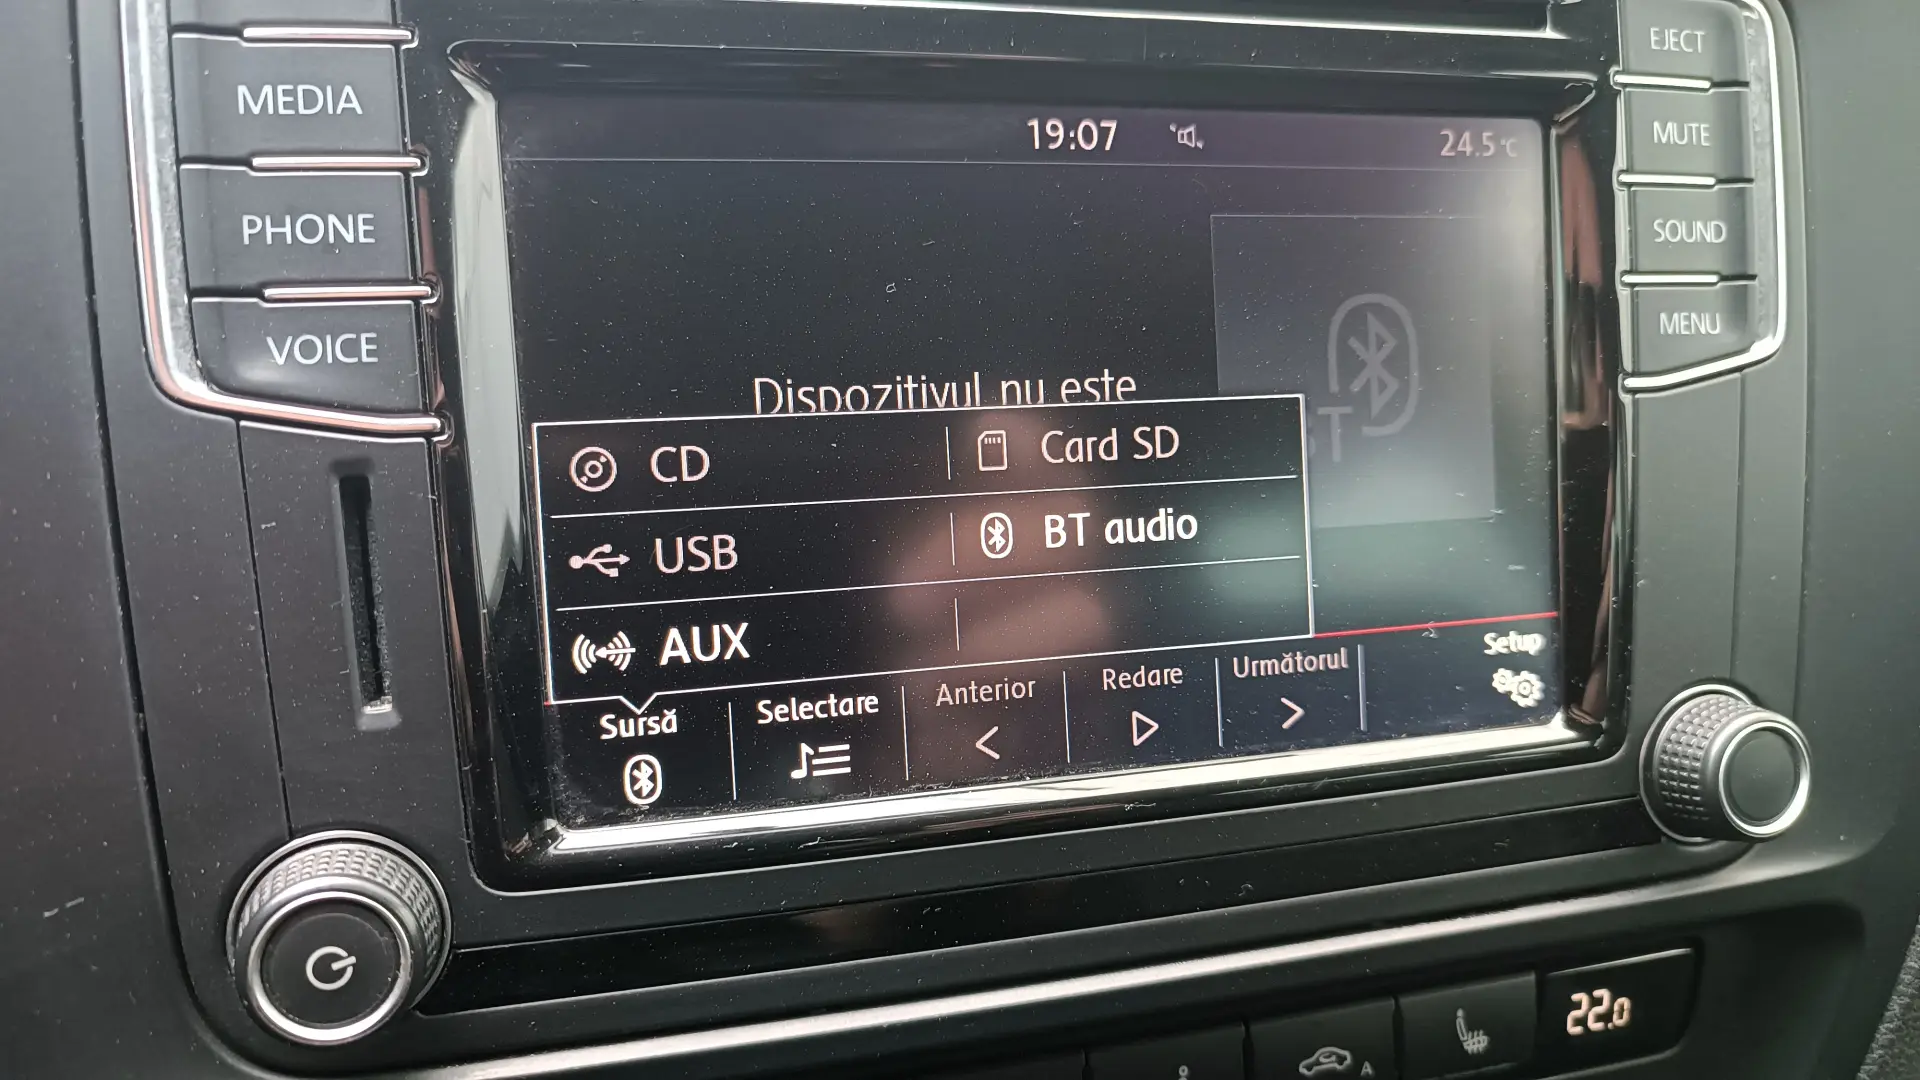 MEDIA
PHONE
VOICE
EJECT
MUTE
SOUND
MENU
19:07
24.5°C
Dispozitivul nu este
CD
Card SD
USB
BT audio
AUX
Sursă
Selectare
Anterior
Redare
Următorul
Setup
22.0
A